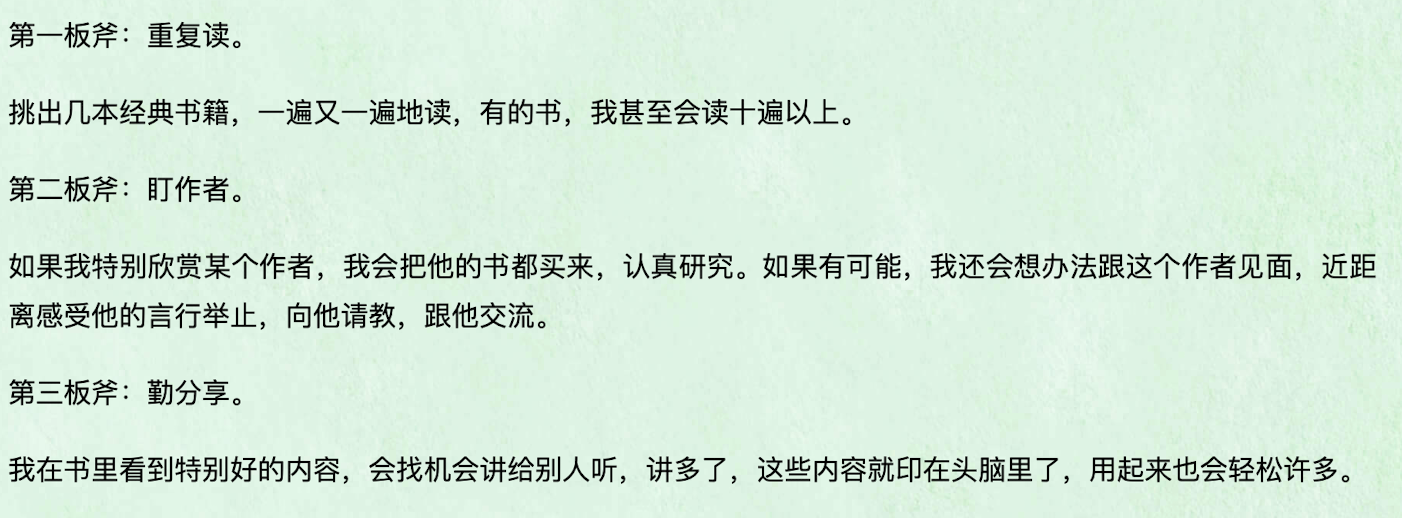 第一板斧：重复读。
挑出几本经典书籍，一遍又一遍地读，有的书，我甚至会读十遍以上。
第二板斧：盯作者。
如果我特别欣赏某个作者，我会把他的书都买来，认真研究。如果有可能，我还会想办法跟这个作者见面，近距
离感受他的言行举止，向他请教，跟他交流。
第三板斧：勤分享。
我在书里看到特别好的内容，会找机会讲给别人听，讲多了，这些内容就印在头脑里了，用起来也会轻松许多。